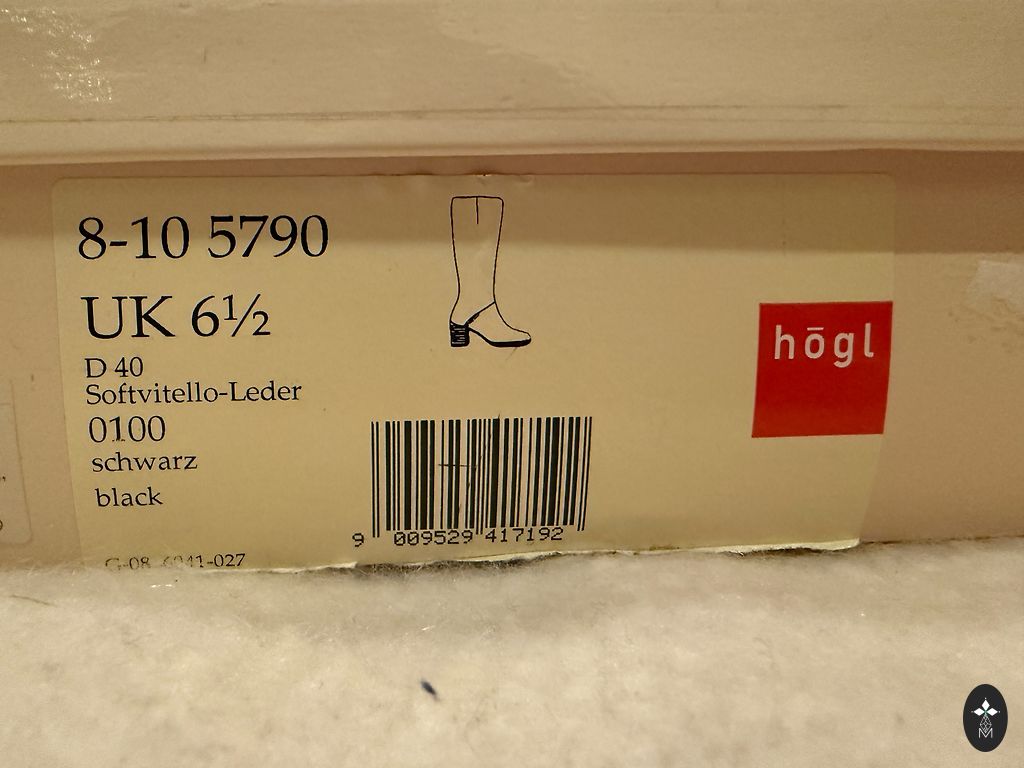 8-10 5790
UK 6½
D 40
Softvitello-Leder
0100
schwarz
black
högl
9 009529 417192
M